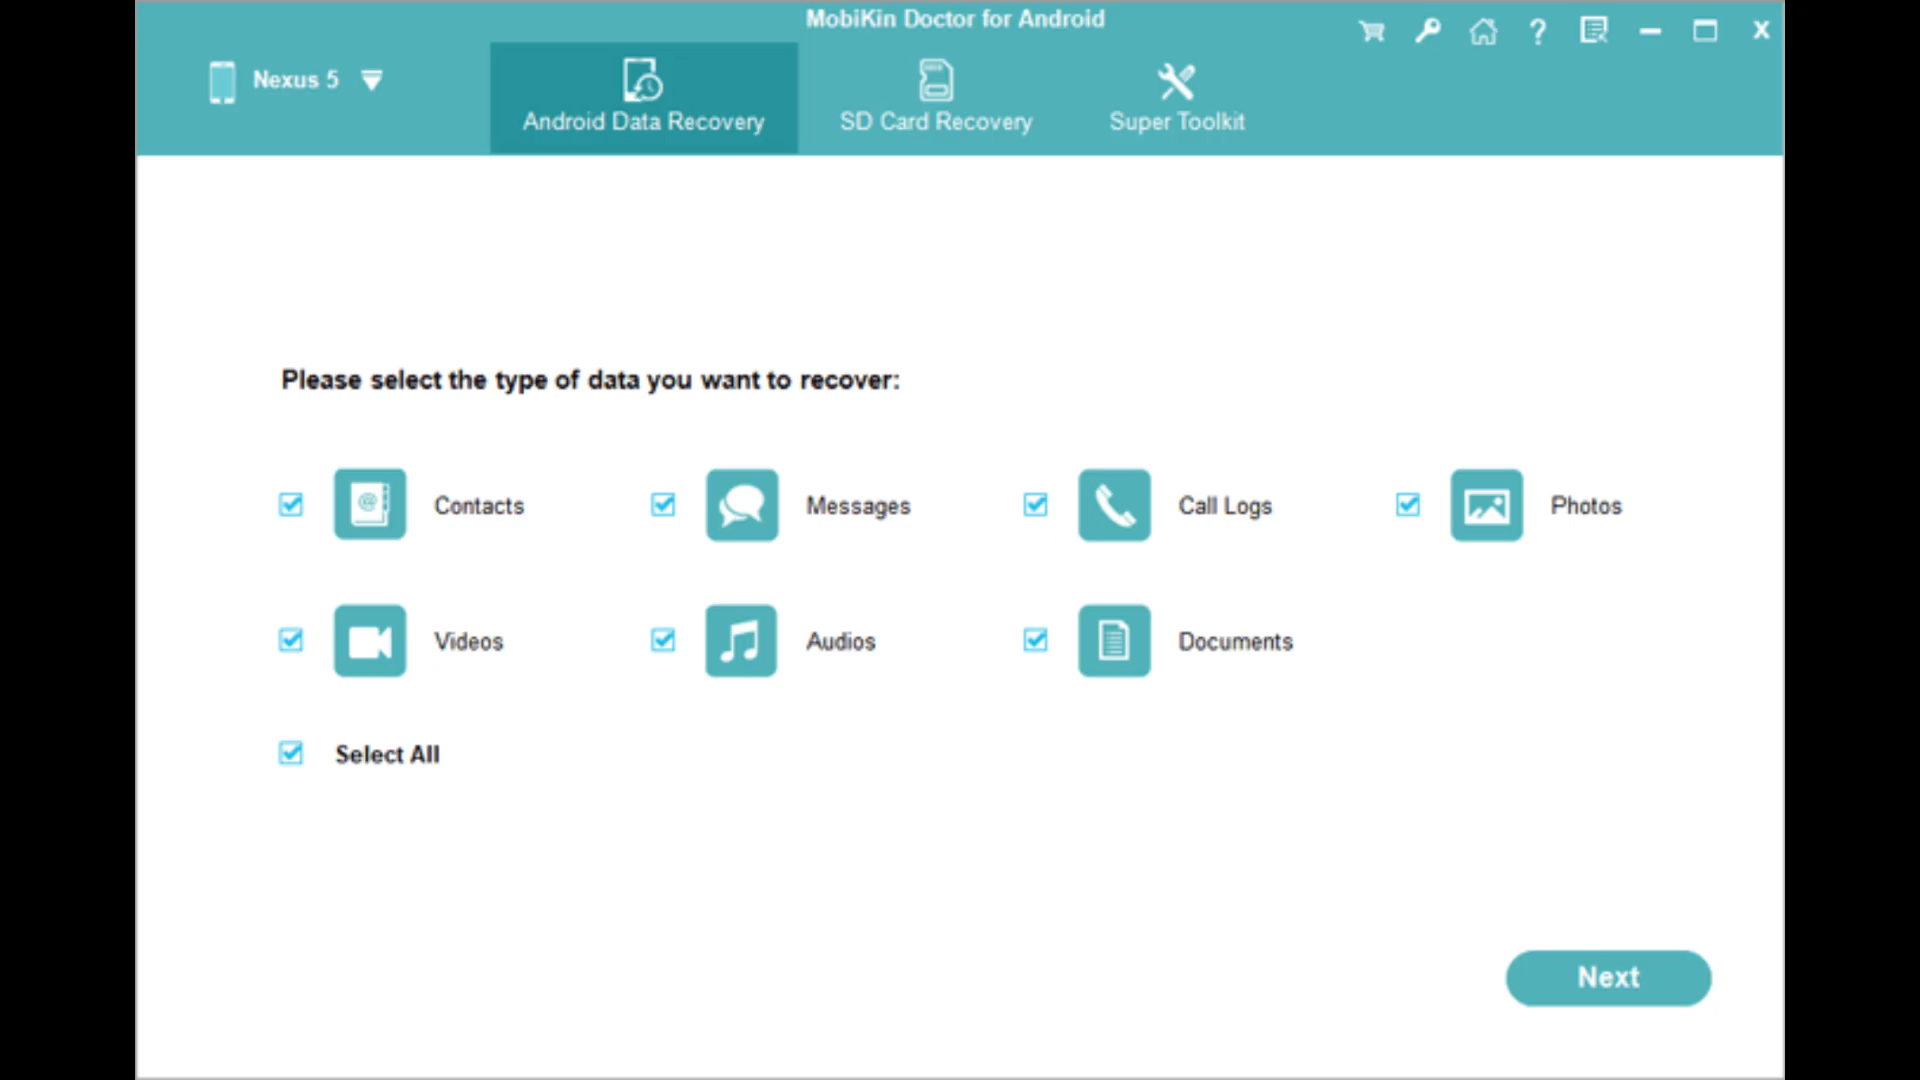 MobiKin Doctor for Android
Nexus 5
Android Data Recovery
SD Card Recovery
Super Toolkit
Please select the type of data you want to recover:
Contacts
Messages
Call Logs
Photos
Videos
Audios
Documents
Select All
Next